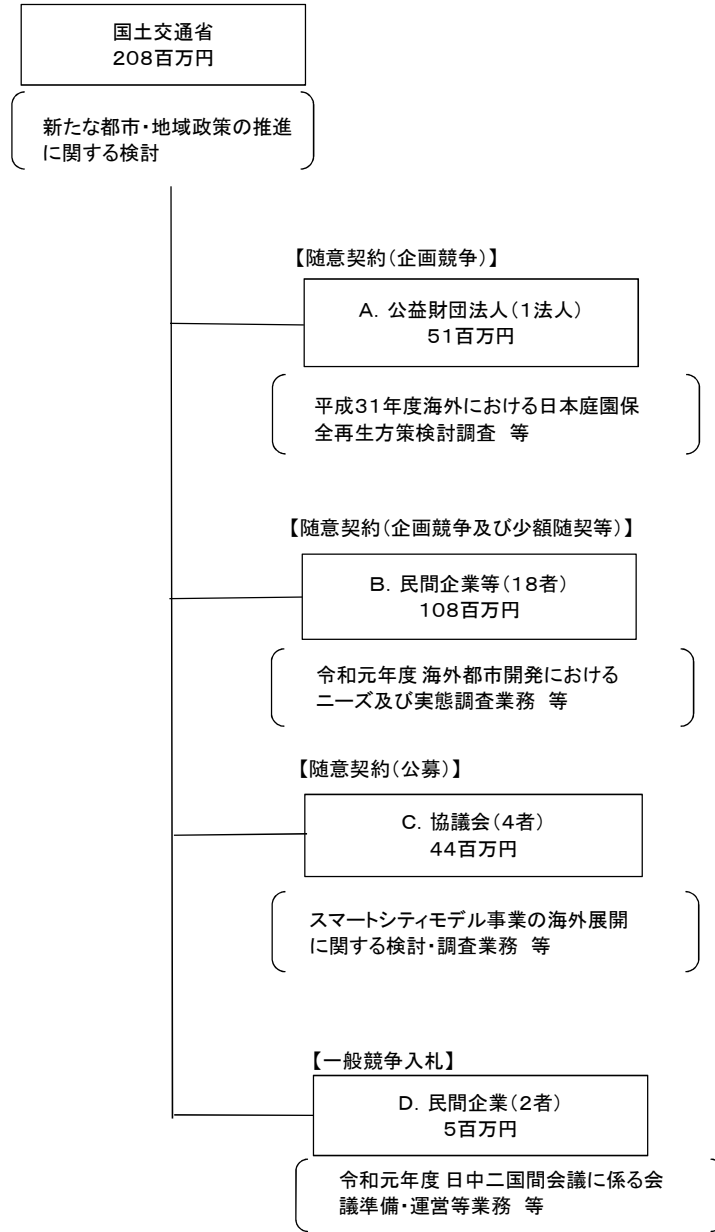 国土交通省
208百万円
新たな都市・地域政策の推進
に関する検討
【随意契約(企画競争)】
A. 公益財団法人(1法人)
51百万円
平成31年度海外における日本庭園保
全再生方策検討調査 等
【随意契約(企画競争及び少額随契等)】
B. 民間企業等(18者)
108百万円
令和元年度 海外都市開発における
ニーズ及び実態調査業務 等
【随意契約(公募)】
C. 協議会(4者)
44百万円
スマートシティモデル事業の海外展開
に関する検討・調査業務 等
【一般競争入札】
D. 民間企業(2者)
5百万円
令和元年度 日中二国間会議に係る会
議準備・運営等業務 等